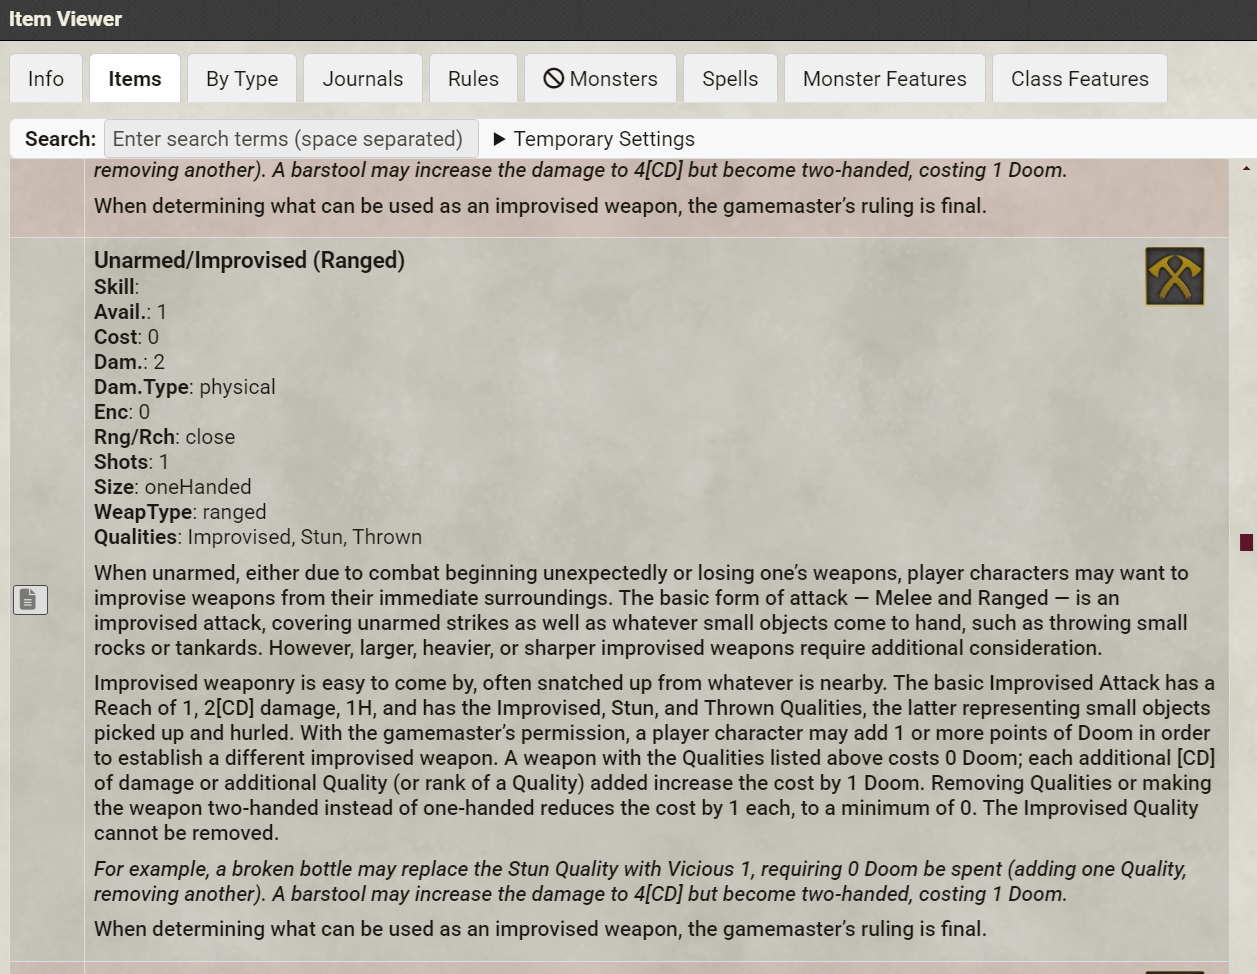 Item Viewer
Info Items By Type Journals Rules Monsters Spells Monster Features Class Features
Search: Enter search terms (space separated) ▶ Temporary Settings
removing another). A barstool may increase the damage to 4[CD] but become two-handed, costing 1 Doom.
When determining what can be used as an improvised weapon, the gamemaster’s ruling is final.
Unarmed/Improvised (Ranged)
Skill:
Avail.: 1
Cost: 0
Dam.: 2
Dam.Type: physical
Enc: 0
Rng/Rch: close
Shots: 1
Size: oneHanded
WeapType: ranged
Qualities: Improvised, Stun, Thrown
When unarmed, either due to combat beginning unexpectedly or losing one’s weapons, player characters may want to
improvise weapons from their immediate surroundings. The basic form of attack — Melee and Ranged — is an
improvised attack, covering unarmed strikes as well as whatever small objects come to hand, such as throwing small
rocks or tankards. However, larger, heavier, or sharper improvised weapons require additional consideration.
Improvised weaponry is easy to come by, often snatched up from whatever is nearby. The basic Improvised Attack has a
Reach of 1, 2[CD] damage, 1H, and has the Improvised, Stun, and Thrown Qualities, the latter representing small objects
picked up and hurled. With the gamemaster’s permission, a player character may add 1 or more points of Doom in order
to establish a different improvised weapon. A weapon with the Qualities listed above costs 0 Doom; each additional [CD]
of damage or additional Quality (or rank of a Quality) added increase the cost by 1 Doom. Removing Qualities or making
the weapon two-handed instead of one-handed reduces the cost by 1 each, to a minimum of 0. The Improvised Quality
cannot be removed.
For example, a broken bottle may replace the Stun Quality with Vicious 1, requiring 0 Doom be spent (adding one Quality,
removing another). A barstool may increase the damage to 4[CD] but become two-handed, costing 1 Doom.
When determining what can be used as an improvised weapon, the gamemaster’s ruling is final.